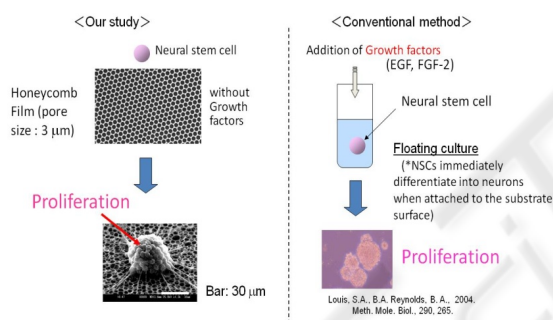 <Our study>
Neural stem cell
Honeycomb
Film (pore
size : 3 μm)
without
Growth
factors
Proliferation
Bar: 30 μm
<Conventional method>
Addition of Growth factors
(EGF, FGF-2)
Neural stem cell
Floating culture
(*NSCs immediately
differentiate into neurons
when attached to the substrate
surface)
Proliferation
Louis, S.A., B.A. Reynolds, B. A., 2004.
Meth. Mole. Biol., 290, 265.